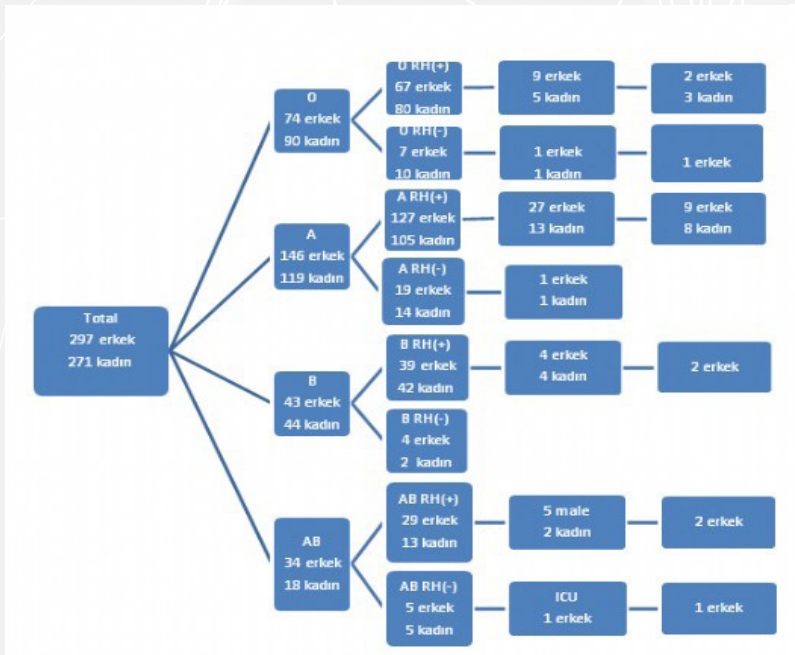 Total
297 erkek
271 kadın
0
74 erkek
90 kadın
0 RH(+)
67 erkek
80 kadın
9 erkek
5 kadın
2 erkek
3 kadın
0 RH(-)
7 erkek
10 kadın
1 erkek
1 kadın
1 erkek
A
146 erkek
119 kadın
A RH(+)
127 erkek
105 kadın
27 erkek
13 kadın
9 erkek
8 kadın
A RH(-)
19 erkek
14 kadın
1 erkek
1 kadın
B
43 erkek
44 kadın
B RH(+)
39 erkek
42 kadın
4 erkek
4 kadın
2 erkek
B RH(-)
4 erkek
2 kadın
AB
34 erkek
18 kadın
AB RH(+)
29 erkek
13 kadın
5 male
2 kadın
2 erkek
AB RH(-)
5 erkek
5 kadın
ICU
1 erkek
1 erkek